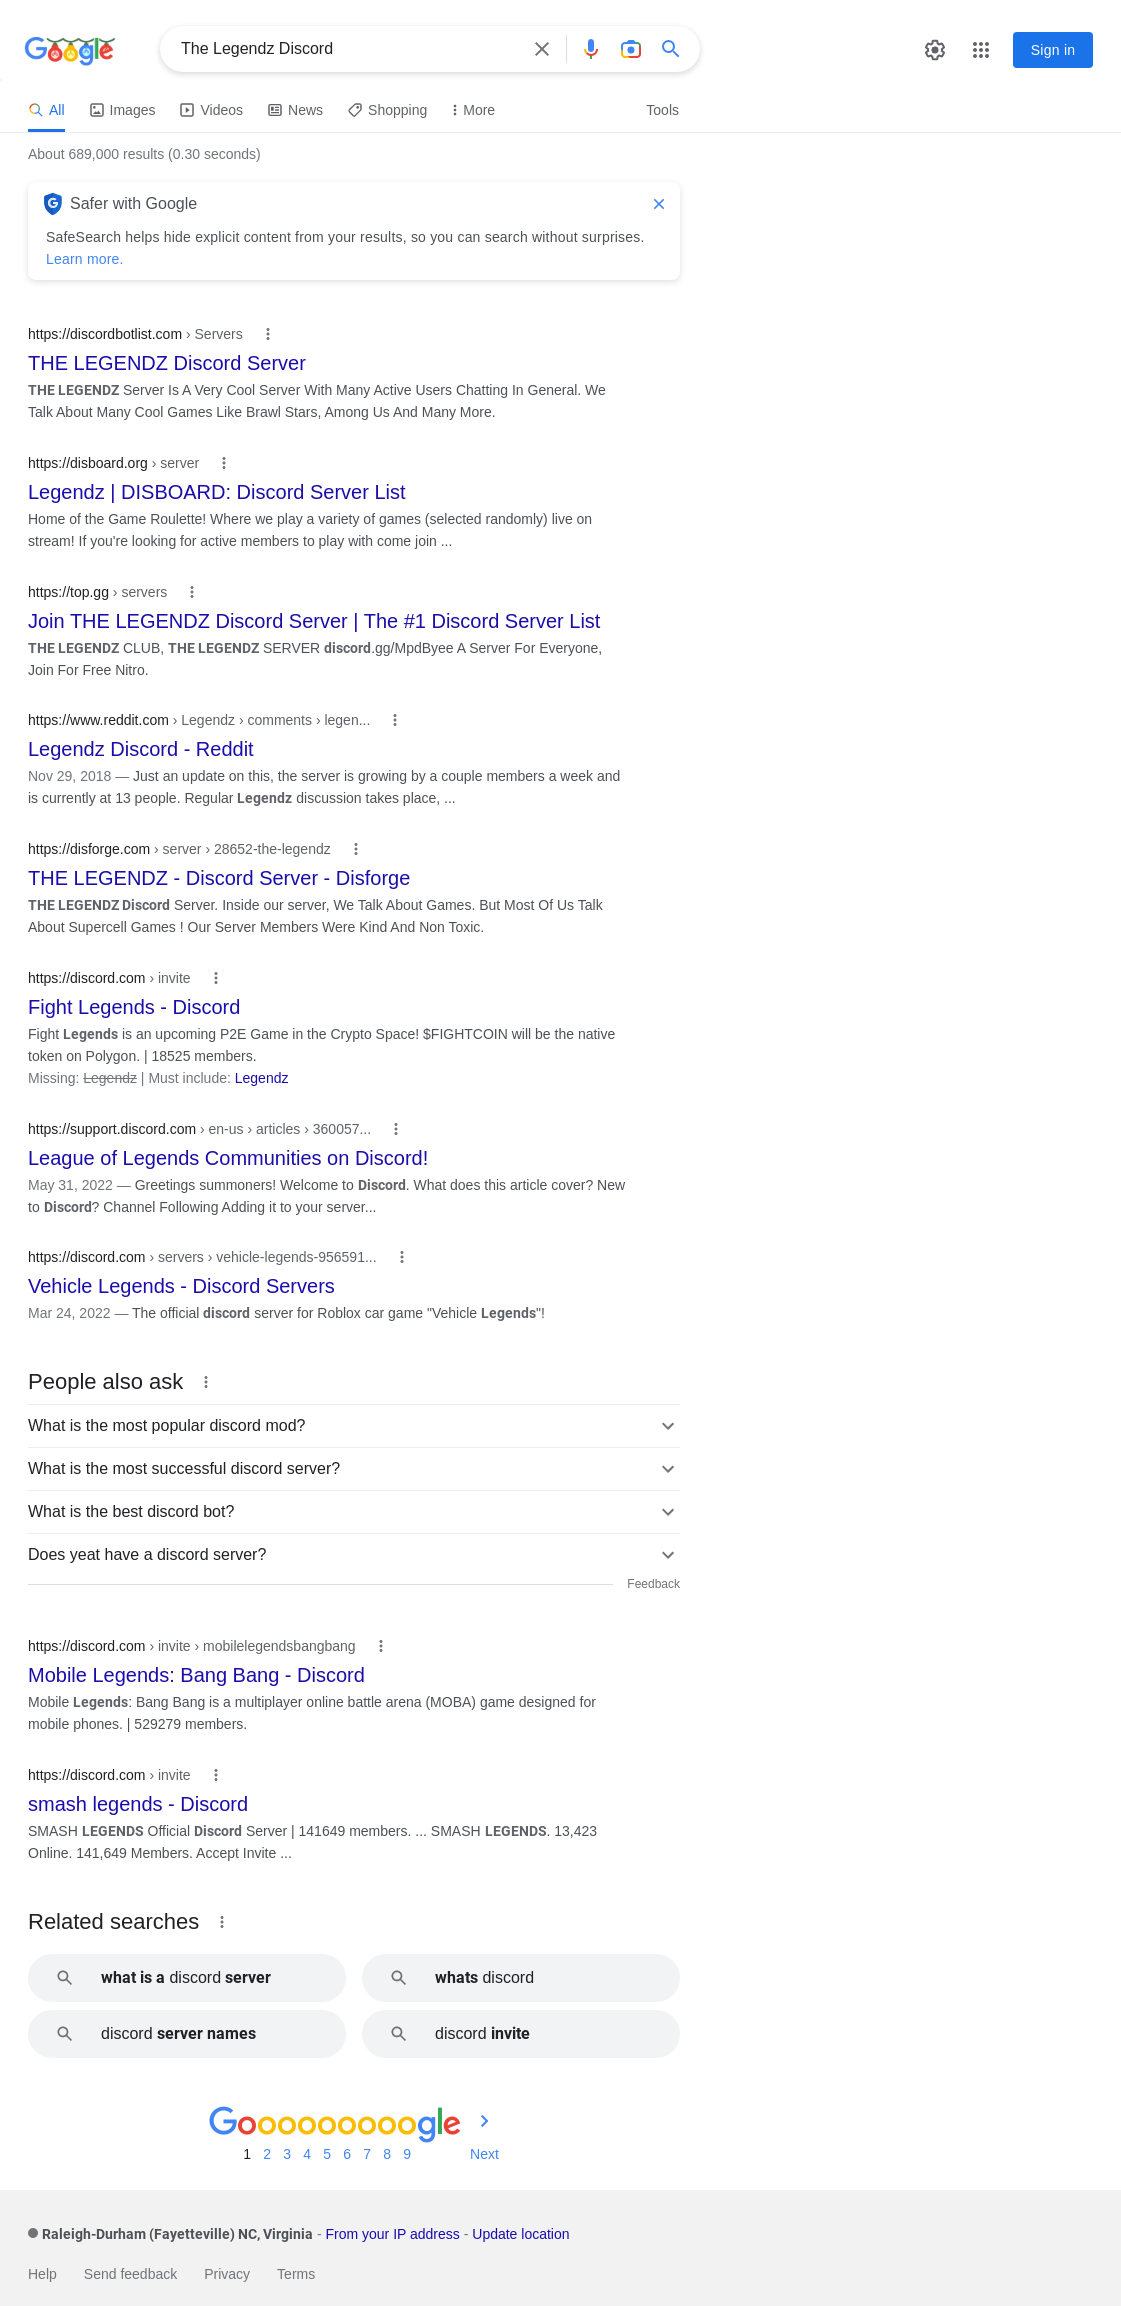 Google
The Legendz Discord
Sign in
All
Images
Videos
News
Shopping
More
Tools
About 689,000 results (0.30 seconds)
Safer with Google
SafeSearch helps hide explicit content from your results, so you can search without surprises.
Learn more.
https://discordbotlist.com › Servers
THE LEGENDZ Discord Server
THE LEGENDZ Server Is A Very Cool Server With Many Active Users Chatting In General. We
Talk About Many Cool Games Like Brawl Stars, Among Us And Many More.
https://disboard.org › server
Legendz | DISBOARD: Discord Server List
Home of the Game Roulette! Where we play a variety of games (selected randomly) live on
stream! If you're looking for active members to play with come join ...
https://top.gg › servers
Join THE LEGENDZ Discord Server | The #1 Discord Server List
THE LEGENDZ CLUB, THE LEGENDZ SERVER discord.gg/MpdByee A Server For Everyone,
Join For Free Nitro.
https://www.reddit.com › Legendz › comments › legen...
Legendz Discord - Reddit
Nov 29, 2018 — Just an update on this, the server is growing by a couple members a week and
is currently at 13 people. Regular Legendz discussion takes place, ...
https://disforge.com › server › 28652-the-legendz
THE LEGENDZ - Discord Server - Disforge
THE LEGENDZ Discord Server. Inside our server, We Talk About Games. But Most Of Us Talk
About Supercell Games ! Our Server Members Were Kind And Non Toxic.
https://discord.com › invite
Fight Legends - Discord
Fight Legends is an upcoming P2E Game in the Crypto Space! $FIGHTCOIN will be the native
token on Polygon. | 18525 members.
Missing: Legendz | Must include: Legendz
https://support.discord.com › en-us › articles › 360057...
League of Legends Communities on Discord!
May 31, 2022 — Greetings summoners! Welcome to Discord. What does this article cover? New
to Discord? Channel Following Adding it to your server...
https://discord.com › servers › vehicle-legends-956591...
Vehicle Legends - Discord Servers
Mar 24, 2022 — The official discord server for Roblox car game "Vehicle Legends"!
People also ask
What is the most popular discord mod?
What is the most successful discord server?
What is the best discord bot?
Does yeat have a discord server?
Feedback
https://discord.com › invite › mobilelegendsbangbang
Mobile Legends: Bang Bang - Discord
Mobile Legends: Bang Bang is a multiplayer online battle arena (MOBA) game designed for
mobile phones. | 529279 members.
https://discord.com › invite
smash legends - Discord
SMASH LEGENDS Official Discord Server | 141649 members. ... SMASH LEGENDS. 13,423
Online. 141,649 Members. Accept Invite ...
Related searches
what is a discord server
whats discord
discord server names
discord invite
Gooooooooogle
1 2 3 4 5 6 7 8 9 Next
Raleigh-Durham (Fayetteville) NC, Virginia - From your IP address - Update location
Help Send feedback Privacy Terms